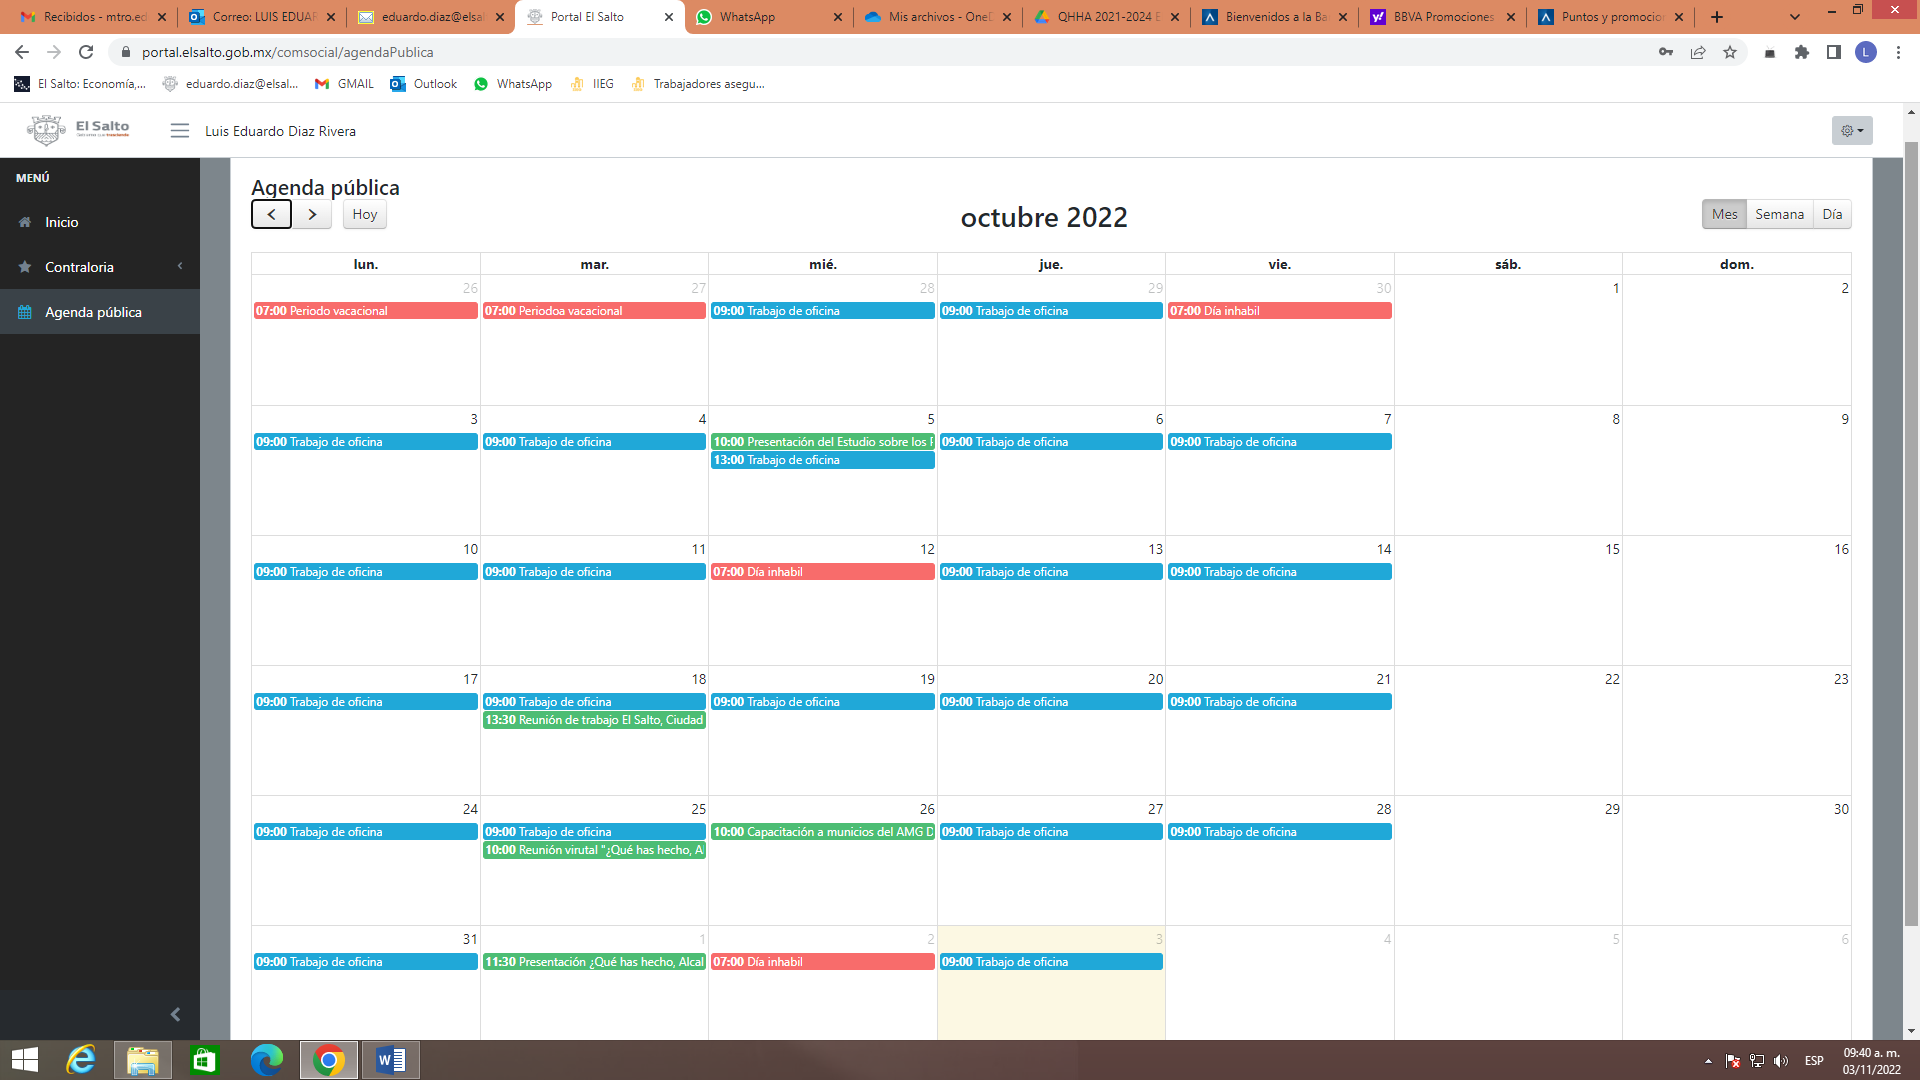 Recibidos - mtro.ed
Correo: LUIS EDUAR
eduardo.diaz@elsal
Portal El Salto
WhatsApp
Mis archivos - OneD
QHHA 2021-2024 E
Bienvenidos a la Ba
BBVA Promociones
Puntos y promocio
portal.elsalto.gob.mx/comsocial/agendaPublica
L
El Salto: Economía,...
eduardo.diaz@elsal...
GMAIL
Outlook
WhatsApp
IIEG
Trabajadores asegu...
El Salto
Luis Eduardo Diaz Rivera
MENÚ
Inicio
Contraloria
Agenda pública
Agenda pública
Hoy
octubre 2022
Mes Semana Día
lun. mar. mié. jue. vie. sáb. dom.
26 27 28 29 30 1 2
07:00 Periodo vacacional
07:00 Periodoa vacacional
09:00 Trabajo de oficina
09:00 Trabajo de oficina
07:00 Día inhabil
3 4 5 6 7 8 9
09:00 Trabajo de oficina
09:00 Trabajo de oficina
10:00 Presentación del Estudio sobre los
09:00 Trabajo de oficina
09:00 Trabajo de oficina
13:00 Trabajo de oficina
10 11 12 13 14 15 16
09:00 Trabajo de oficina
09:00 Trabajo de oficina
07:00 Día inhabil
09:00 Trabajo de oficina
09:00 Trabajo de oficina
17 18 19 20 21 22 23
09:00 Trabajo de oficina
09:00 Trabajo de oficina
09:00 Trabajo de oficina
09:00 Trabajo de oficina
09:00 Trabajo de oficina
13:30 Reunión de trabajo El Salto, Ciudad
24 25 26 27 28 29 30
09:00 Trabajo de oficina
09:00 Trabajo de oficina
10:00 Capacitación a municios del AMG D
09:00 Trabajo de oficina
09:00 Trabajo de oficina
10:00 Reunión virutal "¿Qué has hecho, A
31 1 2 3 4 5 6
09:00 Trabajo de oficina
11:30 Presentación ¿Qué has hecho, Alcal
07:00 Día inhabil
09:00 Trabajo de oficina
ESP
09:40 a. m.
03/11/2022